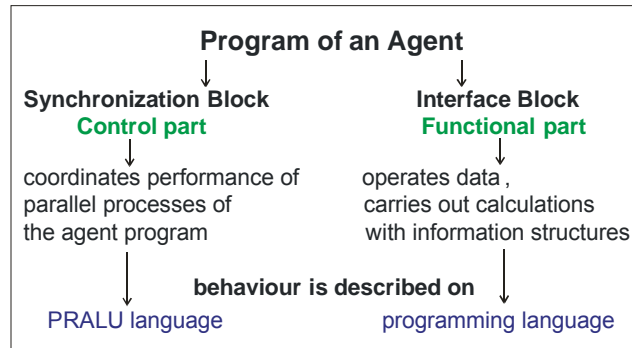 Program of an Agent
Synchronization Block
Control part
coordinates performance of
parallel processes of
the agent program
Interface Block
Functional part
operates data ,
carries out calculations
with information structures
behaviour is described on
PRALU language
programming language